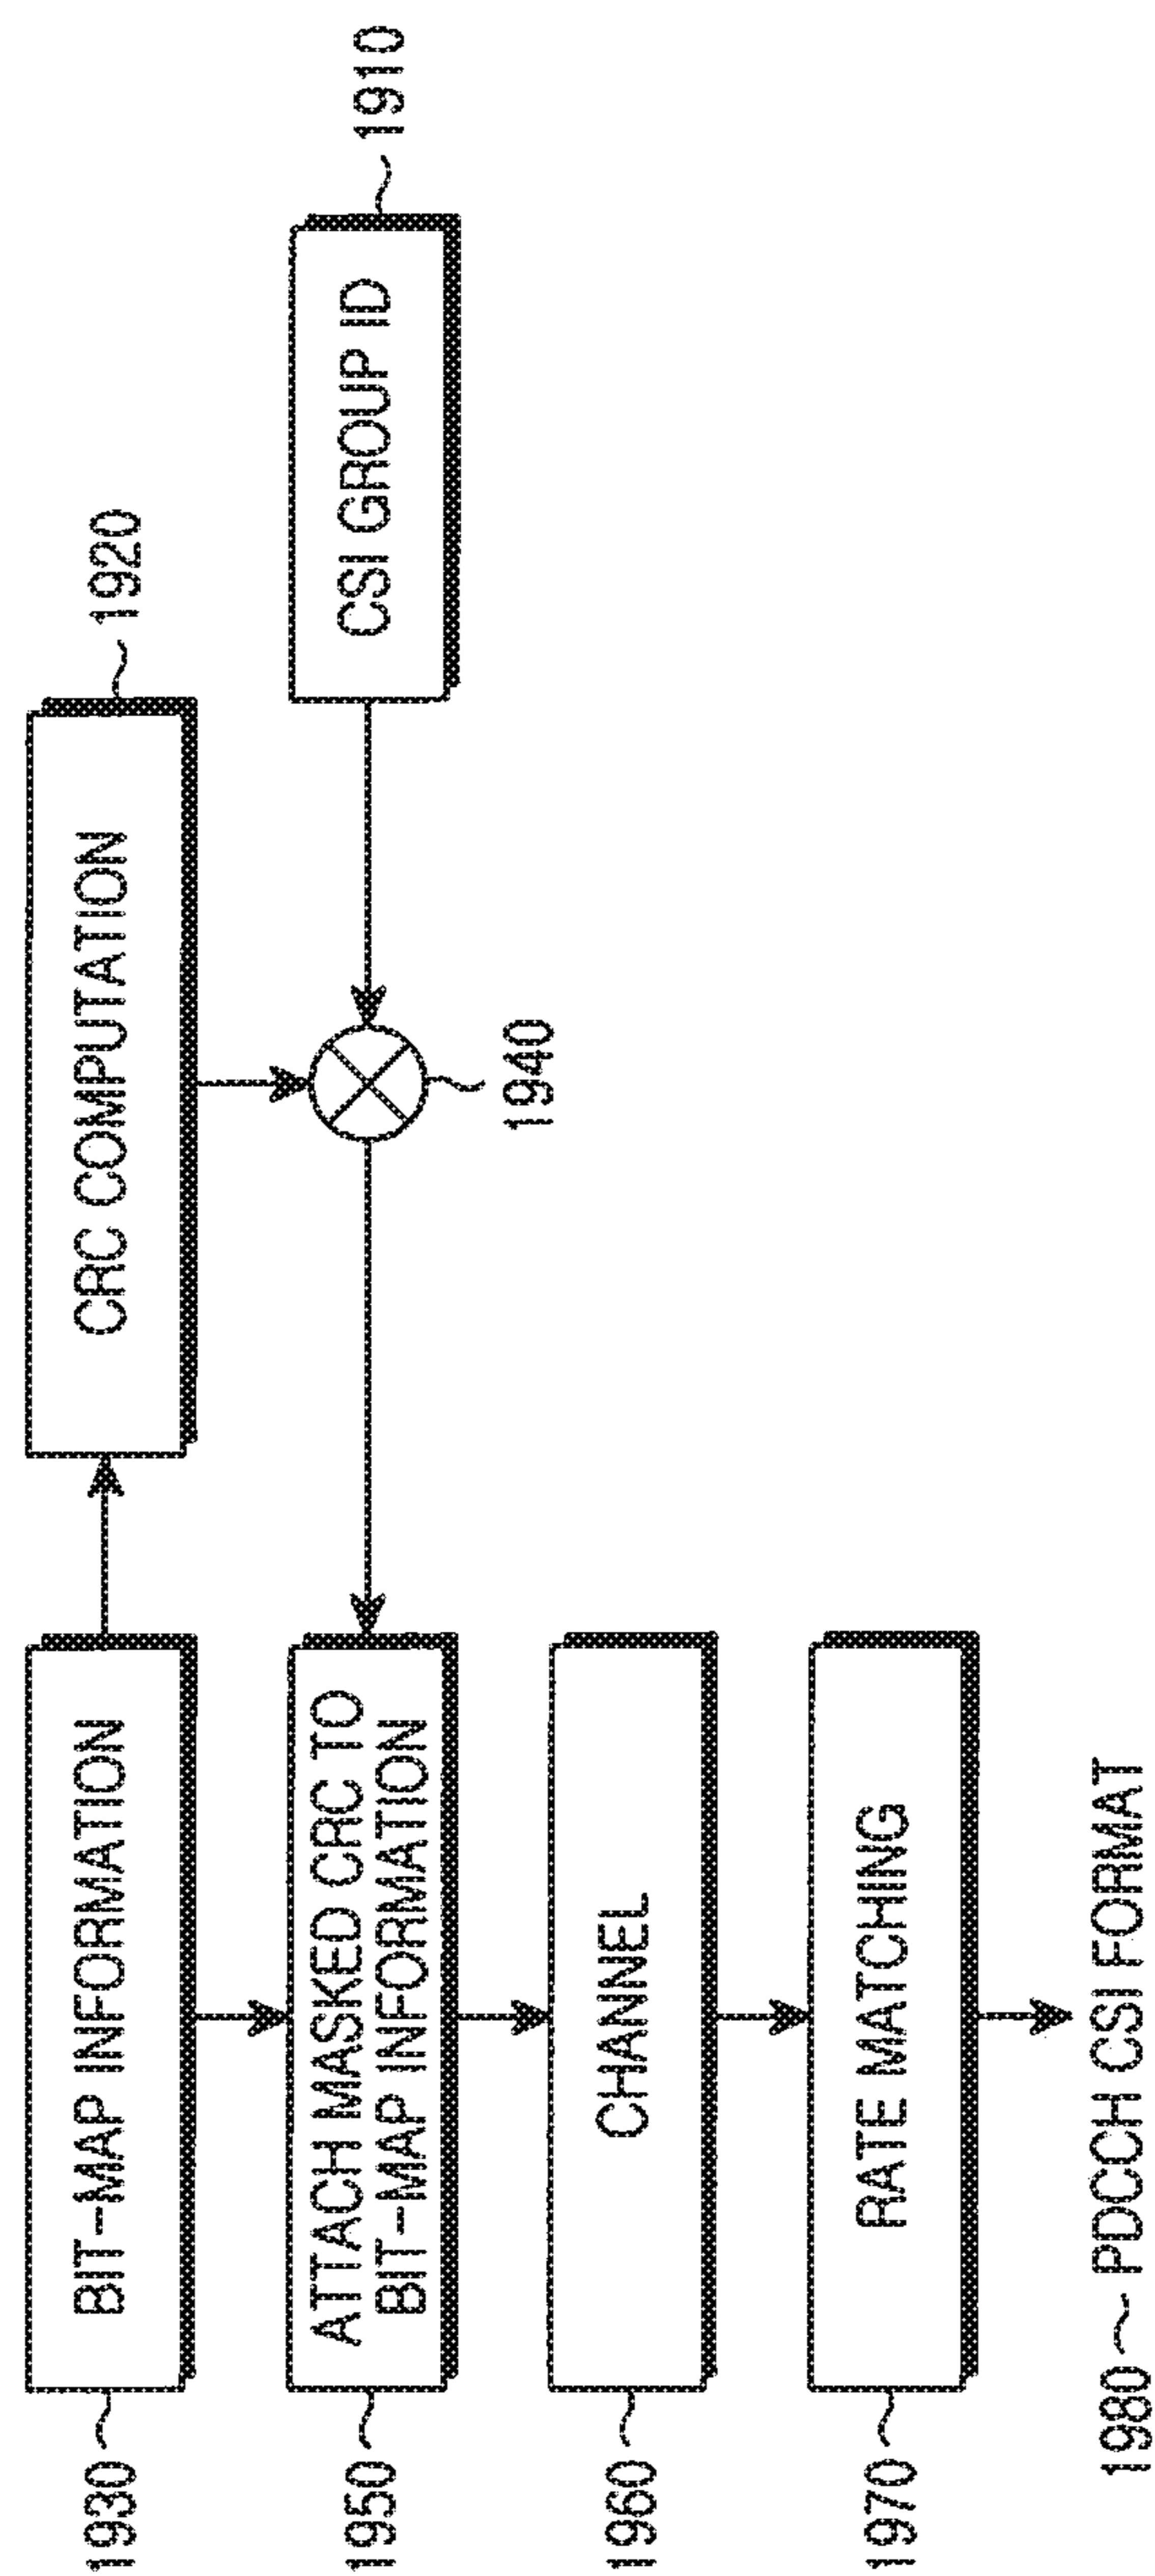 1930
BIT-MAP INFORMATION
CRC COMPUTATION
1920
1950
ATTACH MASKED CRC TO
BIT-MAP INFORMATION
1940
CSI GROUP ID
1910
1960
CHANNEL
1970
RATE MATCHING
1980
PDCCH CSI FORMAT